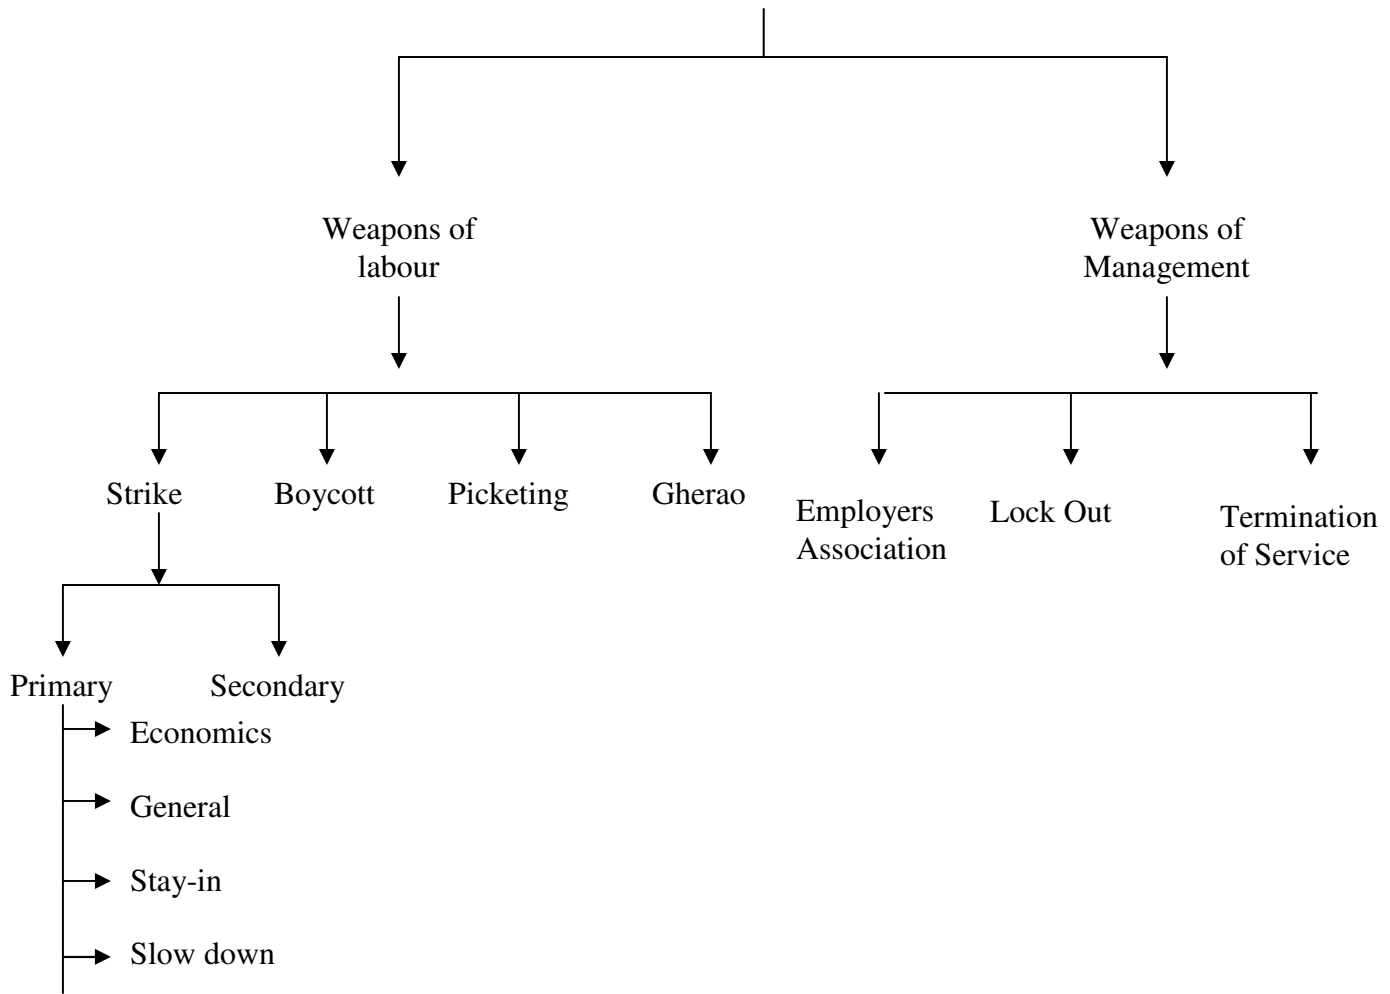 Weapons of
labour
Weapons of
Management
Strike
Boycott
Picketing
Gherao
Employers
Association
Lock Out
Termination
of Service
Primary
Secondary
Economics
General
Stay-in
Slow down